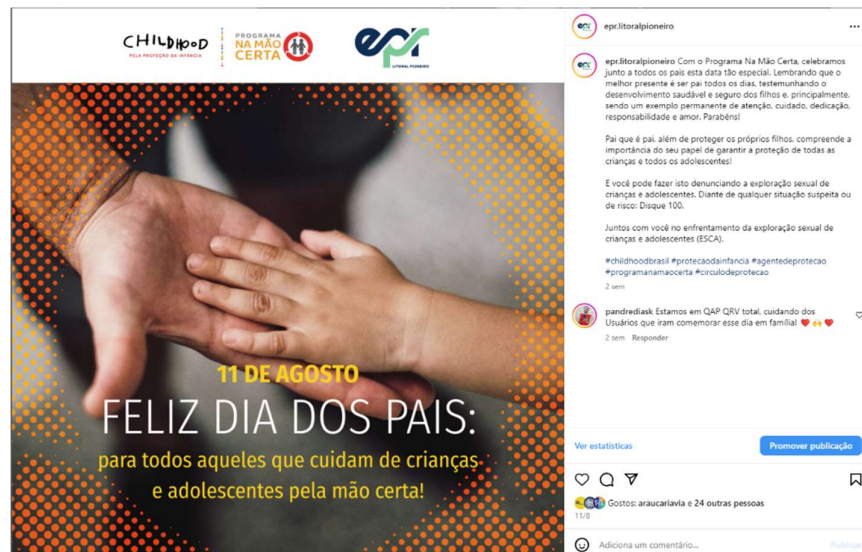 CHILDHOOD
PELA PROTEÇÃO DA INFÂNCIA
PROGRAMA
NA MÃO
CERTA
epr
LITORAL PIONEIRO
11 DE AGOSTO
FELIZ DIA DOS PAIS:
para todos aqueles que cuidam de crianças
e adolescentes pela mão certa!
epr.litoralpioneiro
epr.litoralpioneiro Com o Programa Na Mão Certa, celebramos
junto a todos os pais esta data tão especial. Lembrando que o
melhor presente é ser pai todos os dias, testemunhando o
desenvolvimento saudável e seguro dos filhos e, principalmente,
sendo um exemplo permanente de atenção, cuidado, dedicação,
responsabilidade e amor. Parabéns!
Pai que é pai, além de proteger os próprios filhos, compreende a
importância do seu papel de garantir a proteção de todas as
crianças e todos os adolescentes!
E você pode fazer isto denunciando a exploração sexual de
crianças e adolescentes. Diante de qualquer situação suspeita ou
de risco: Disque 100.
Juntos com você no enfrentamento da exploração sexual de
crianças e adolescentes (ESCA).
#childhoodbrasil #protecaodainfancia #agentedeprotecao
#programanamaocerta #circulodeprotecao
2 sem
pandrediask Estamos em QAP QRV total, cuidando dos
Usuários que iram comemorar esse dia em família! ❤️ 🙌 ❤️
2 sem Responder
Ver estatísticas
Promover publicação
Gostos: araucariavia e 24 outras pessoas
11/8
Adiciona um comentário...
Publicar